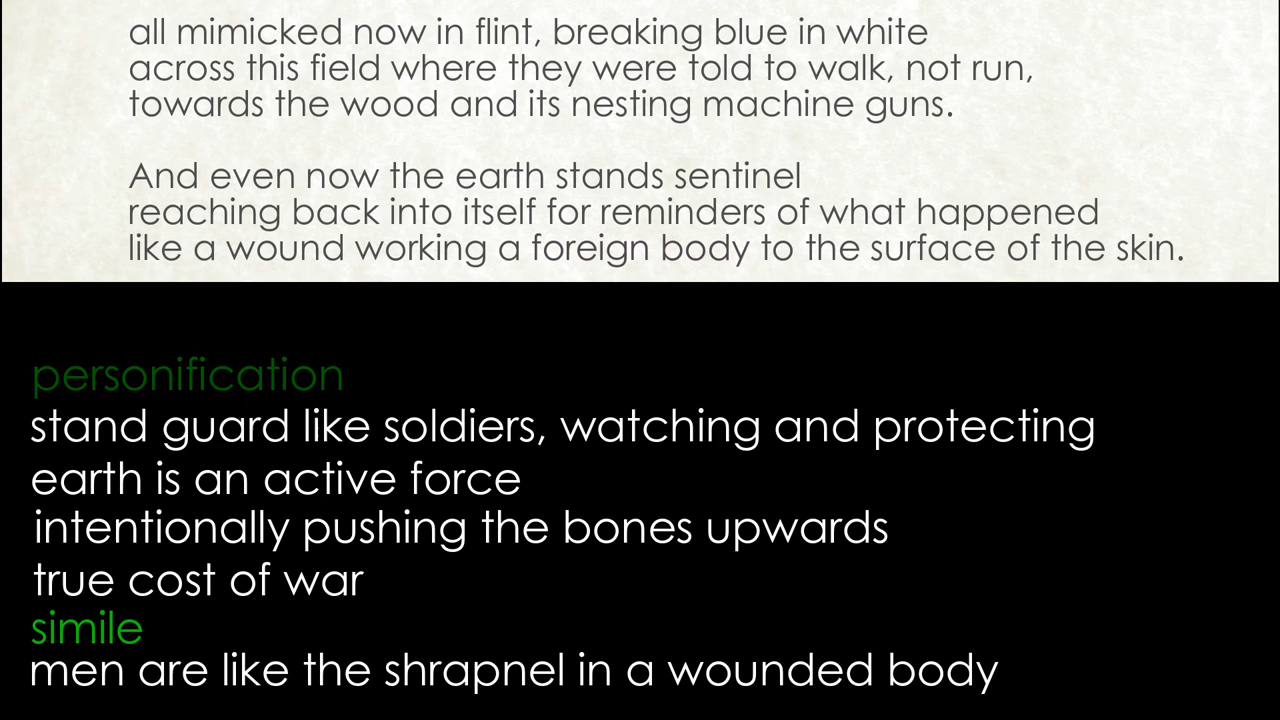 all mimicked now in flint, breaking blue in white
across this field where they were told to walk, not run,
towards the wood and its nesting machine guns.
And even now the earth stands sentinel
reaching back into itself for reminders of what happened
like a wound working a foreign body to the surface of the skin.
personification
stand guard like soldiers, watching and protecting
earth is an active force
intentionally pushing the bones upwards
true cost of war
simile
men are like the shrapnel in a wounded body